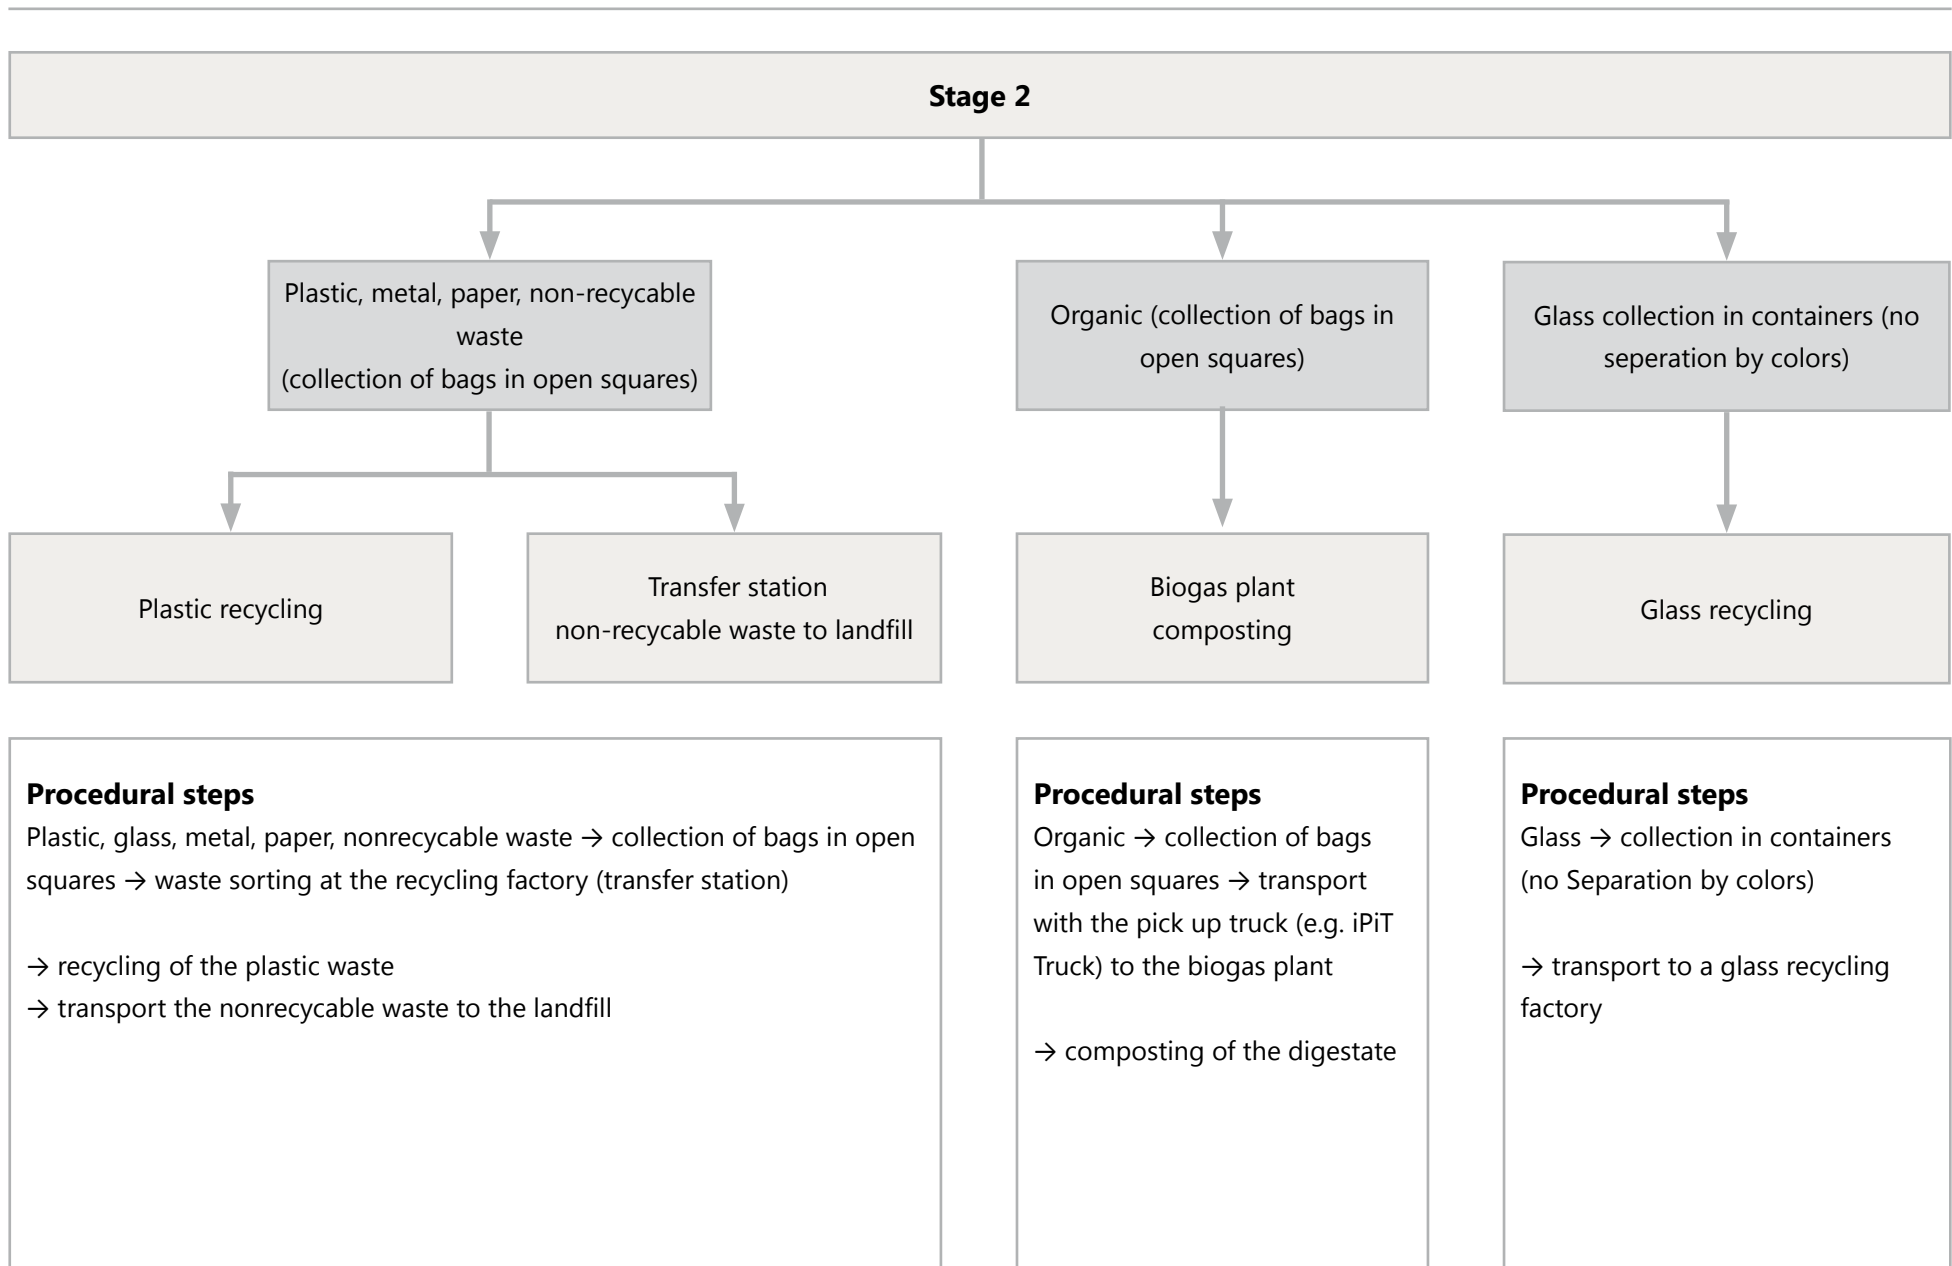 Stage 2
Plastic, metal, paper, non-recycable
waste
(collection of bags in open squares)
Organic (collection of bags in
open squares)
Glass collection in containers (no
seperation by colors)
Plastic recycling
Transfer station
non-recycable waste to landfill
Biogas plant
composting
Glass recycling
Procedural steps
Plastic, glass, metal, paper, nonrecycable waste → collection of bags in open
squares → waste sorting at the recycling factory (transfer station)
→ recycling of the plastic waste
→ transport the nonrecycable waste to the landfill
Procedural steps
Organic → collection of bags
in open squares → transport
with the pick up truck (e.g. iPiT
Truck) to the biogas plant
→ composting of the digestate
Procedural steps
Glass → collection in containers
(no Separation by colors)
→ transport to a glass recycling
factory